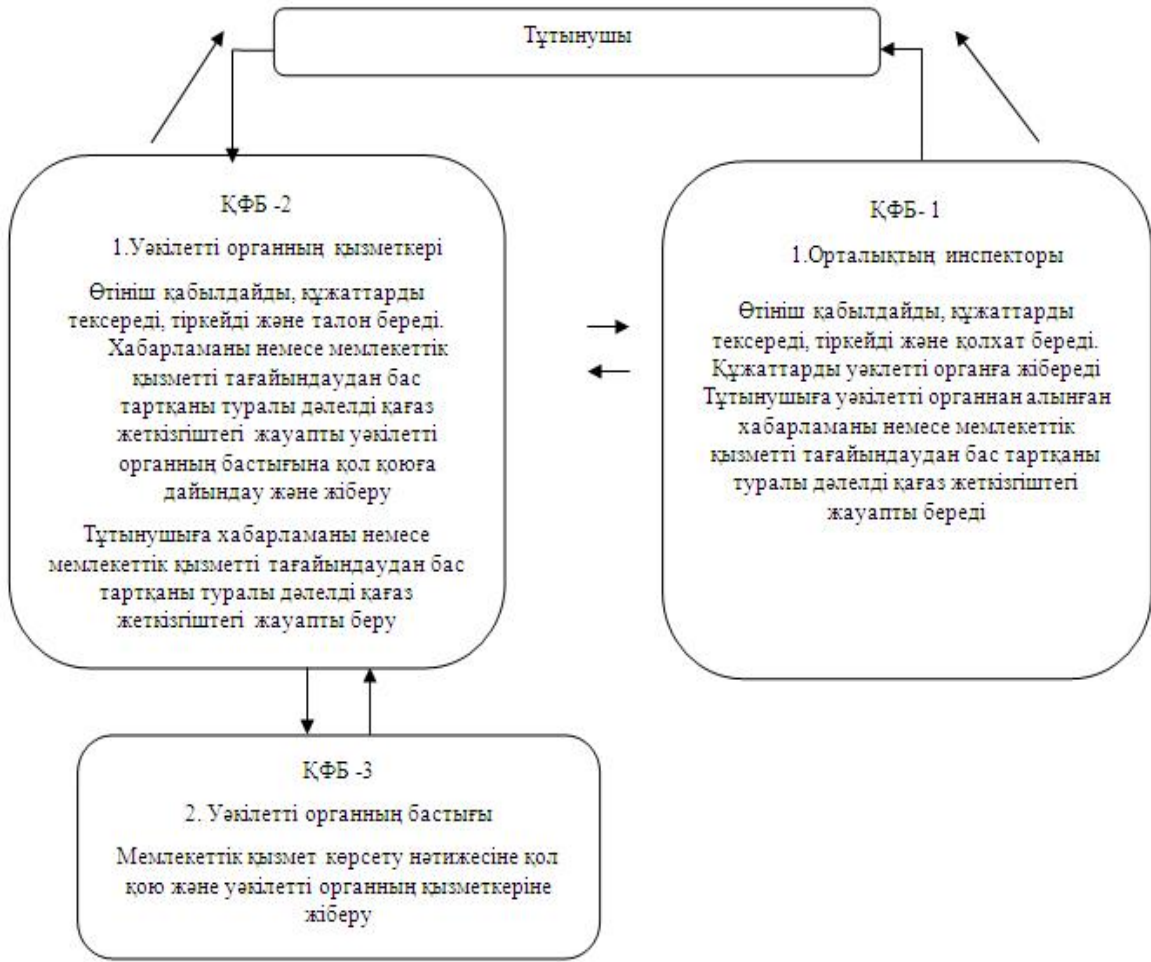 Тұтынушы
ҚФБ -2
1.Уәкілетті органның қызметкері
Өтініш қабылдайды, құжаттарды
тексереді, тіркейді және талон береді.
Хабарламаны немесе мемлекеттік
қызметті тағайындаудан бас
тартқаны туралы дәлелді қағаз
жеткізгіштегі жауапты уәкілетті
органның бастығына қол қоюға
дайындау және жіберу
Тұтынушыға хабарламаны немесе
мемлекеттік қызметті тағайындаудан бас
тартқаны туралы дәлелді қағаз
жеткізгіштегі жауапты беру
ҚФБ- 1
1.Орталықтың инспекторы
Өтініш қабылдайды, құжаттарды
тексереді, тіркейді және қолхат береді.
Құжаттарды уәклетті органға жібереді
Тұтынушыға уәкілетті органнан алынған
хабарламаны немесе мемлекеттік
қызметті тағайындаудан бас тартқаны
туралы дәлелді қағаз жеткізгіштегі
жауапты береді
ҚФБ -3
2. Уәкілетті органның бастығы
Мемлекеттік қызмет көрсету нәтижесіне қол
қою және уәкілетті органның қызметкеріне
жіберу